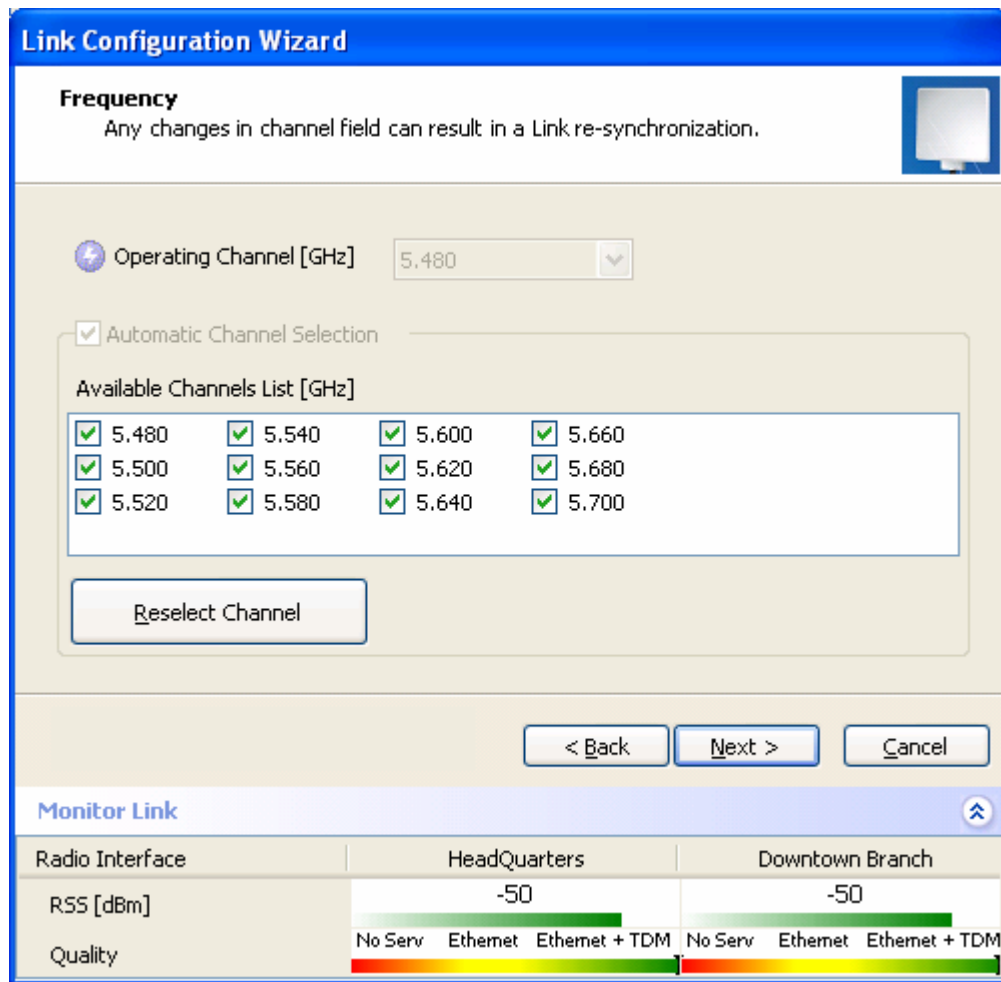 Link Configuration Wizard
Frequency
Any changes in channel field can result in a Link re-synchronization.
Operating Channel [GHz] 5.480
Automatic Channel Selection
Available Channels List [GHz]
5.480 5.540 5.600 5.660
5.500 5.560 5.620 5.680
5.520 5.580 5.640 5.700
Reselect Channel
< Back Next > Cancel
Monitor Link
Radio Interface HeadQuarters Downtown Branch
RSS [dBm] -50 -50
Quality No Serv Ethernet Ethernet + TDM No Serv Ethernet Ethernet + TDM